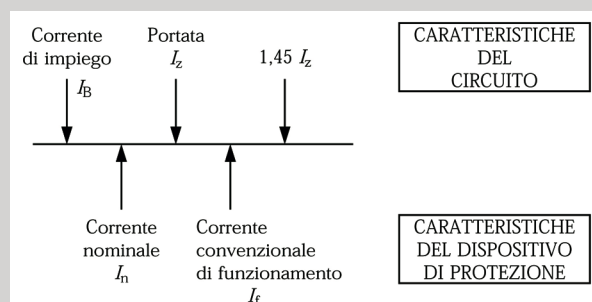 Corrente
di impiego
I_B
Portata
I_z
1,45 I_z
CARATTERISTICHE
DEL
CIRCUITO
Corrente
nominale
I_n
Corrente
convenzionale
di funzionamento
I_f
CARATTERISTICHE
DEL DISPOSITIVO
DI PROTEZIONE